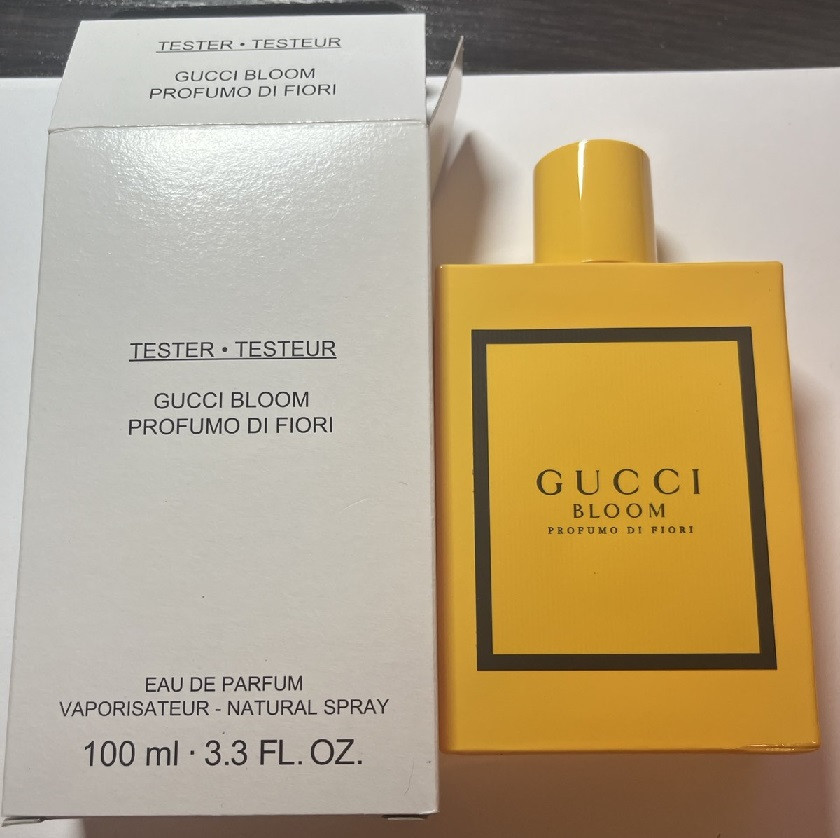 TESTER • TESTEUR
GUCCI BLOOM
PROFUMO DI FIORI
TESTER • TESTEUR
GUCCI BLOOM
PROFUMO DI FIORI
EAU DE PARFUM
VAPORISATEUR - NATURAL SPRAY
100 ml · 3.3 FL. OZ.
GUCCI
BLOOM
PROFUMO DI FIORI